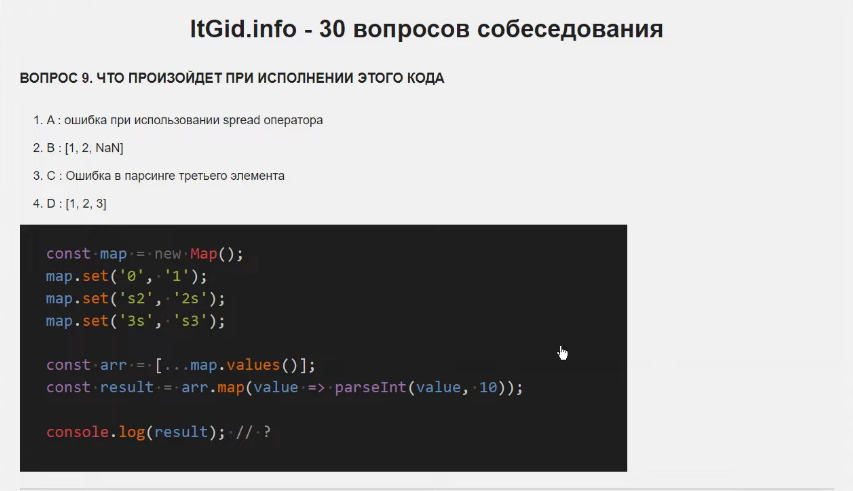 ItGid.info - 30 вопросов собеседования
ВОПРОС 9. ЧТО ПРОИЗОЙДЕТ ПРИ ИСПОЛНЕНИИ ЭТОГО КОДА
1. A : ошибка при использовании spread оператора
2. B : [1, 2, NaN]
3. C : Ошибка в парсинге третьего элемента
4. D : [1, 2, 3]
const map = new Map();
map.set('0', '1');
map.set('s2', '2s');
map.set('3s', 's3');
const arr = [...map.values()];
const result = arr.map(value => parseInt(value, 10));
console.log(result); // ?